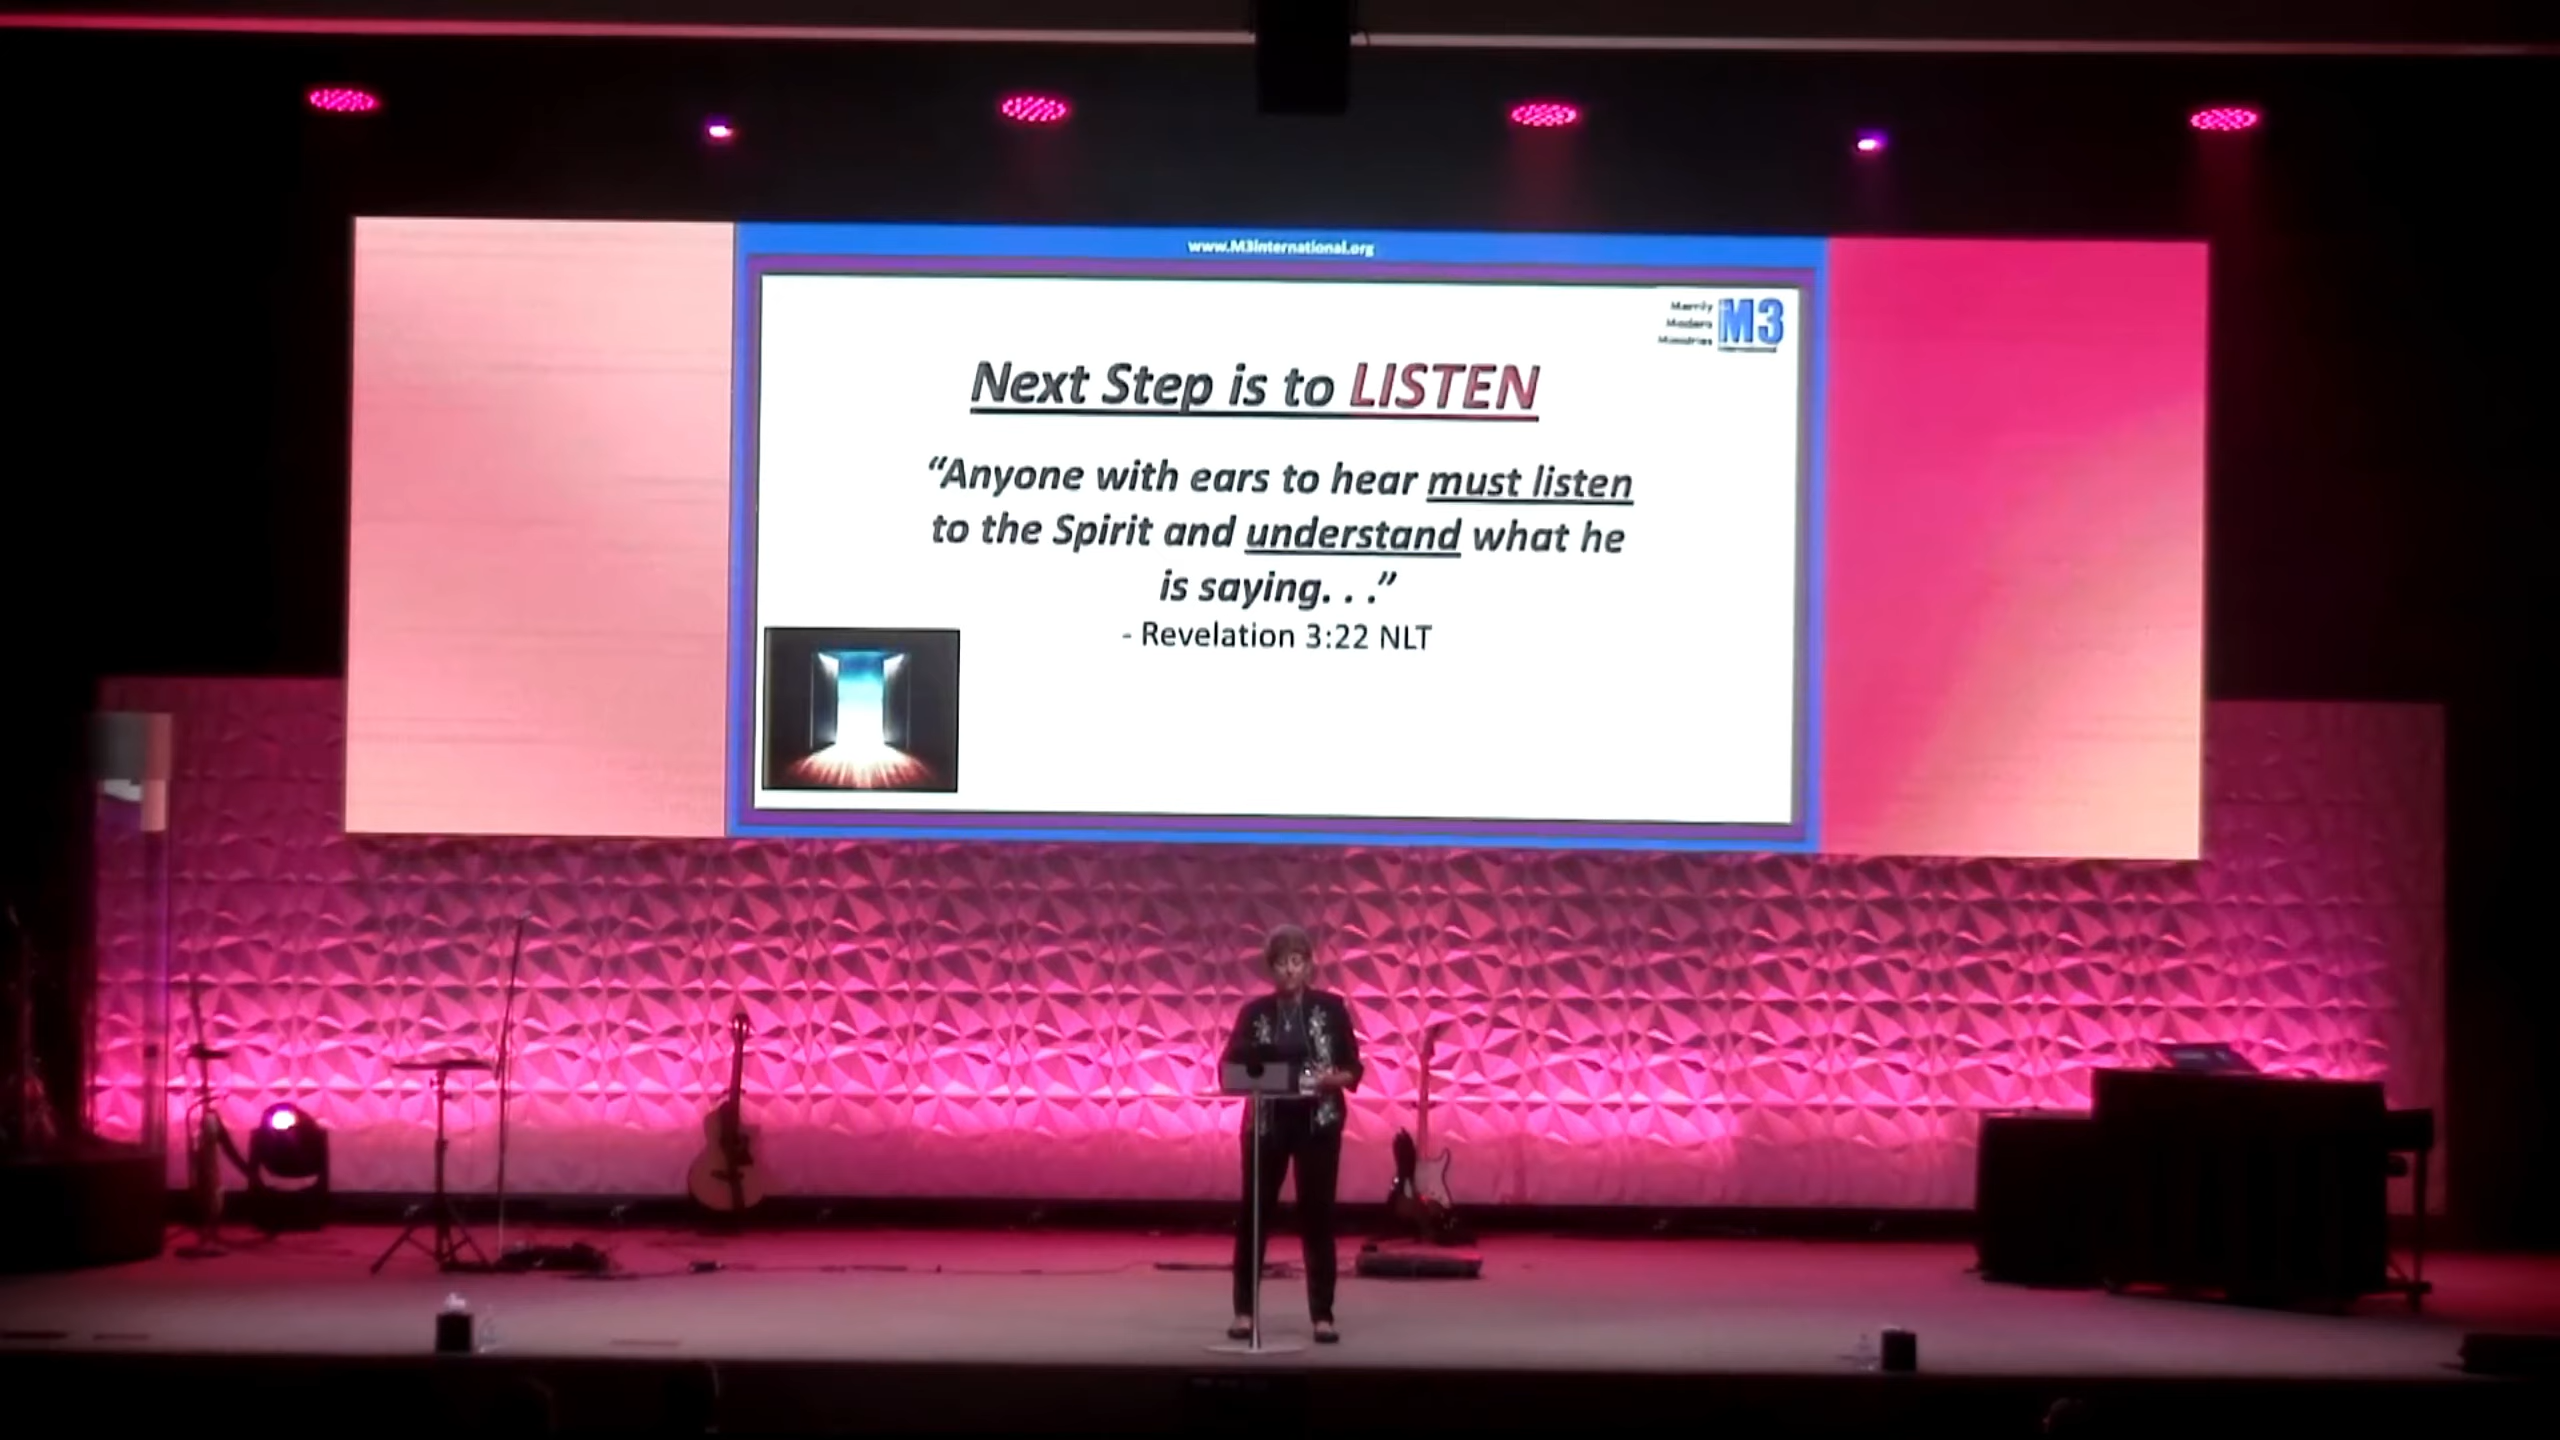 www.M3international.org
M3
Next Step is to LISTEN
“Anyone with ears to hear must listen
to the Spirit and understand what he
is saying. . .”
- Revelation 3:22 NLT